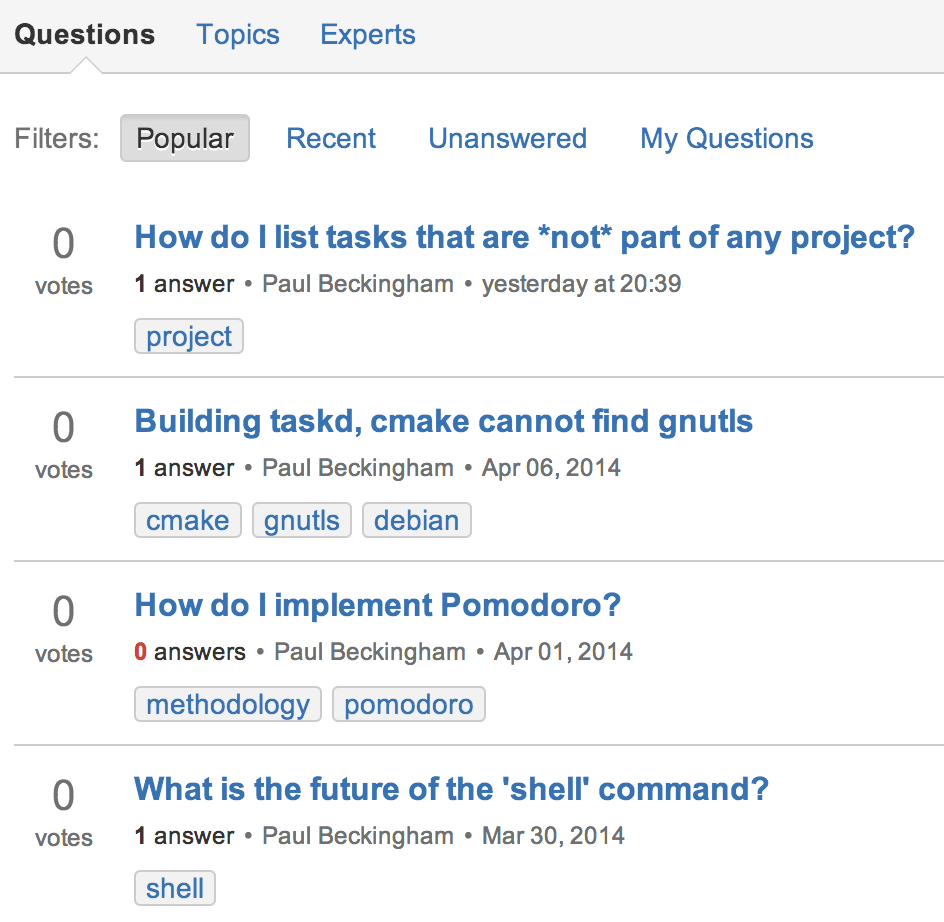 Questions Topics Experts
Filters: Popular Recent Unanswered My Questions
0 votes
How do I list tasks that are *not* part of any project?
1 answer • Paul Beckingham • yesterday at 20:39
project
0 votes
Building taskd, cmake cannot find gnutls
1 answer • Paul Beckingham • Apr 06, 2014
cmake gnutls debian
0 votes
How do I implement Pomodoro?
0 answers • Paul Beckingham • Apr 01, 2014
methodology pomodoro
0 votes
What is the future of the 'shell' command?
1 answer • Paul Beckingham • Mar 30, 2014
shell